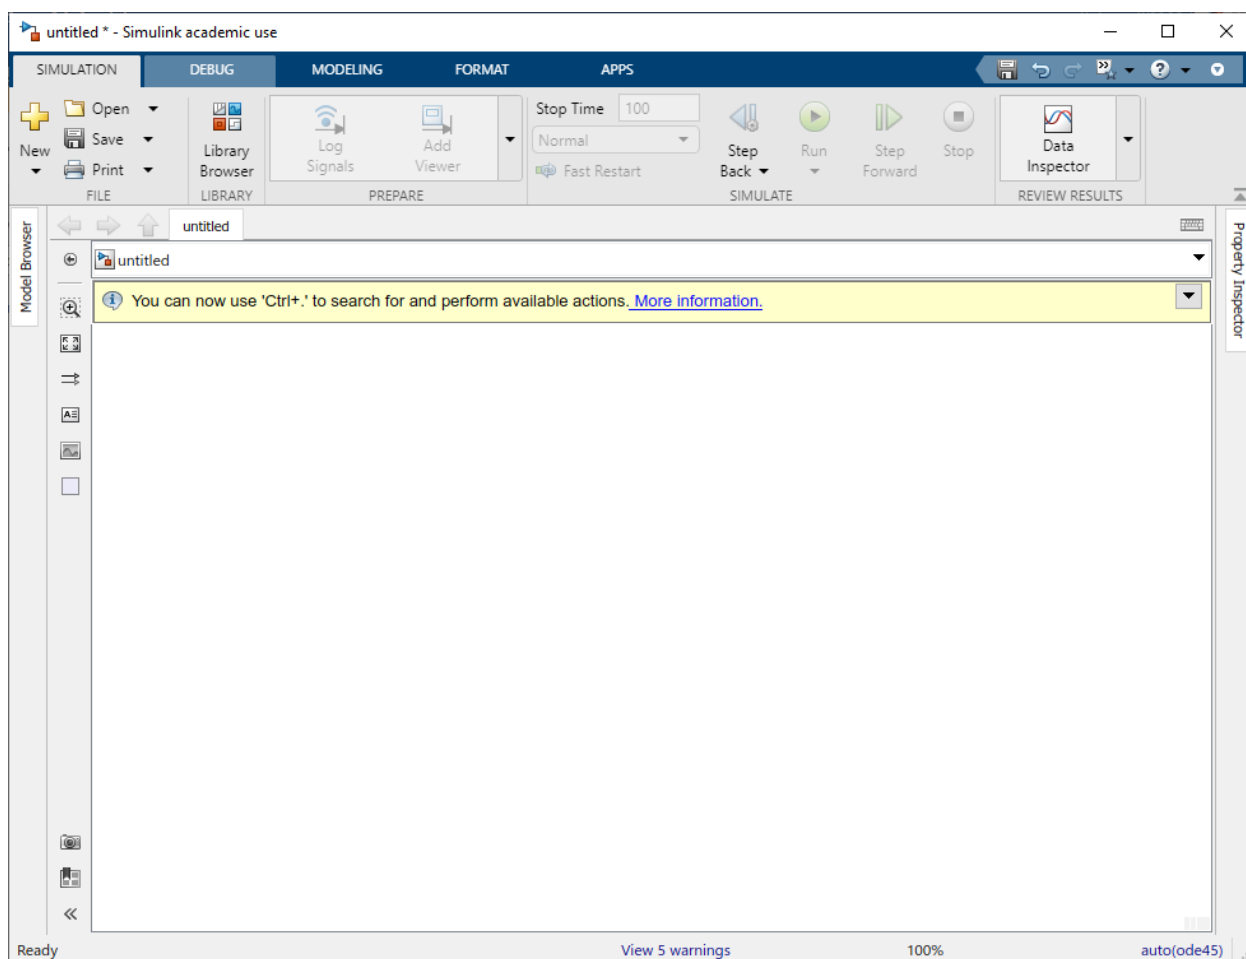 untitled * - Simulink academic use
SIMULATION DEBUG MODELING FORMAT APPS
New
Open
Save
Print
FILE
Library Browser
LIBRARY
Log Signals
Add Viewer
PREPARE
Stop Time 100
Normal
Fast Restart
Step Back
Run
Step Forward
Stop
SIMULATE
Data Inspector
REVIEW RESULTS
Model Browser
untitled
untitled
You can now use 'Ctrl+.' to search for and perform available actions. More information.
Property Inspector
Ready View 5 warnings 100% auto(ode45)